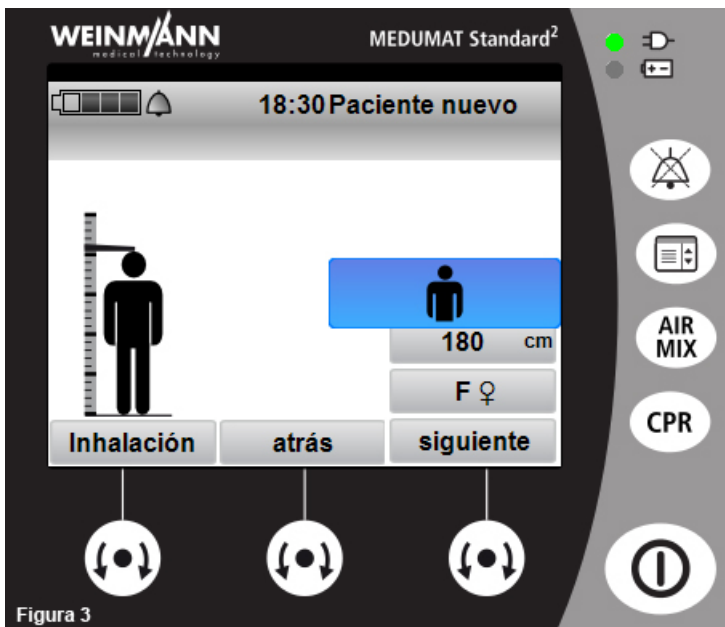 WEINMANN
medical technology
MEDUMAT Standard²
18:30 Paciente nuevo
180 cm
F ♀
Inhalación
atrás
siguiente
AIR
MIX
CPR
Figura 3